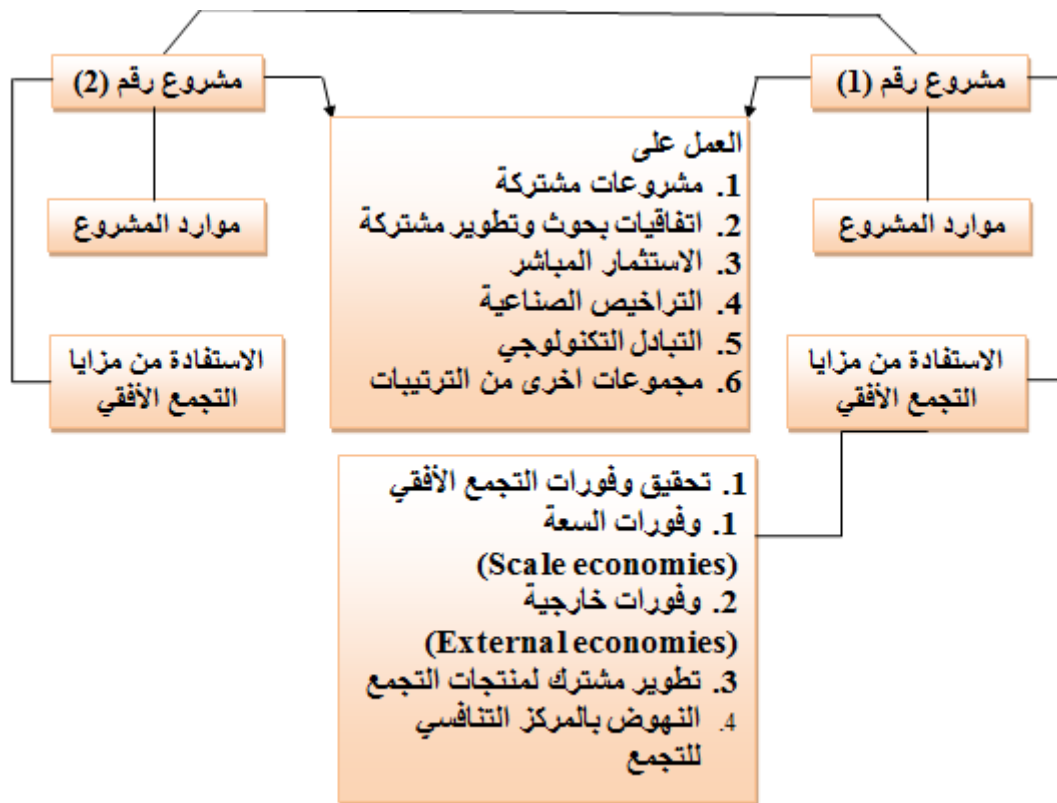 مشروع رقم (1)
مشروع رقم (2)
العمل على
1. مشروعات مشتركة
2. اتفاقيات بحوث وتطوير مشتركة
3. الاستثمار المباشر
4. التراخيص الصناعية
5. التبادل التكنولوجي
6. مجموعات اخرى من الترتيبات
موارد المشروع
موارد المشروع
الاستفادة من مزايا
التجمع الأفقي
الاستفادة من مزايا
التجمع الأفقي
1. تحقيق وفورات التجمع الأفقي
1. وفورات السعة
(Scale economies)
2. وفورات خارجية
(External economies)
3. تطوير مشترك لمنتجات التجمع
4. النهوض بالمركز التنافسي
للتجمع